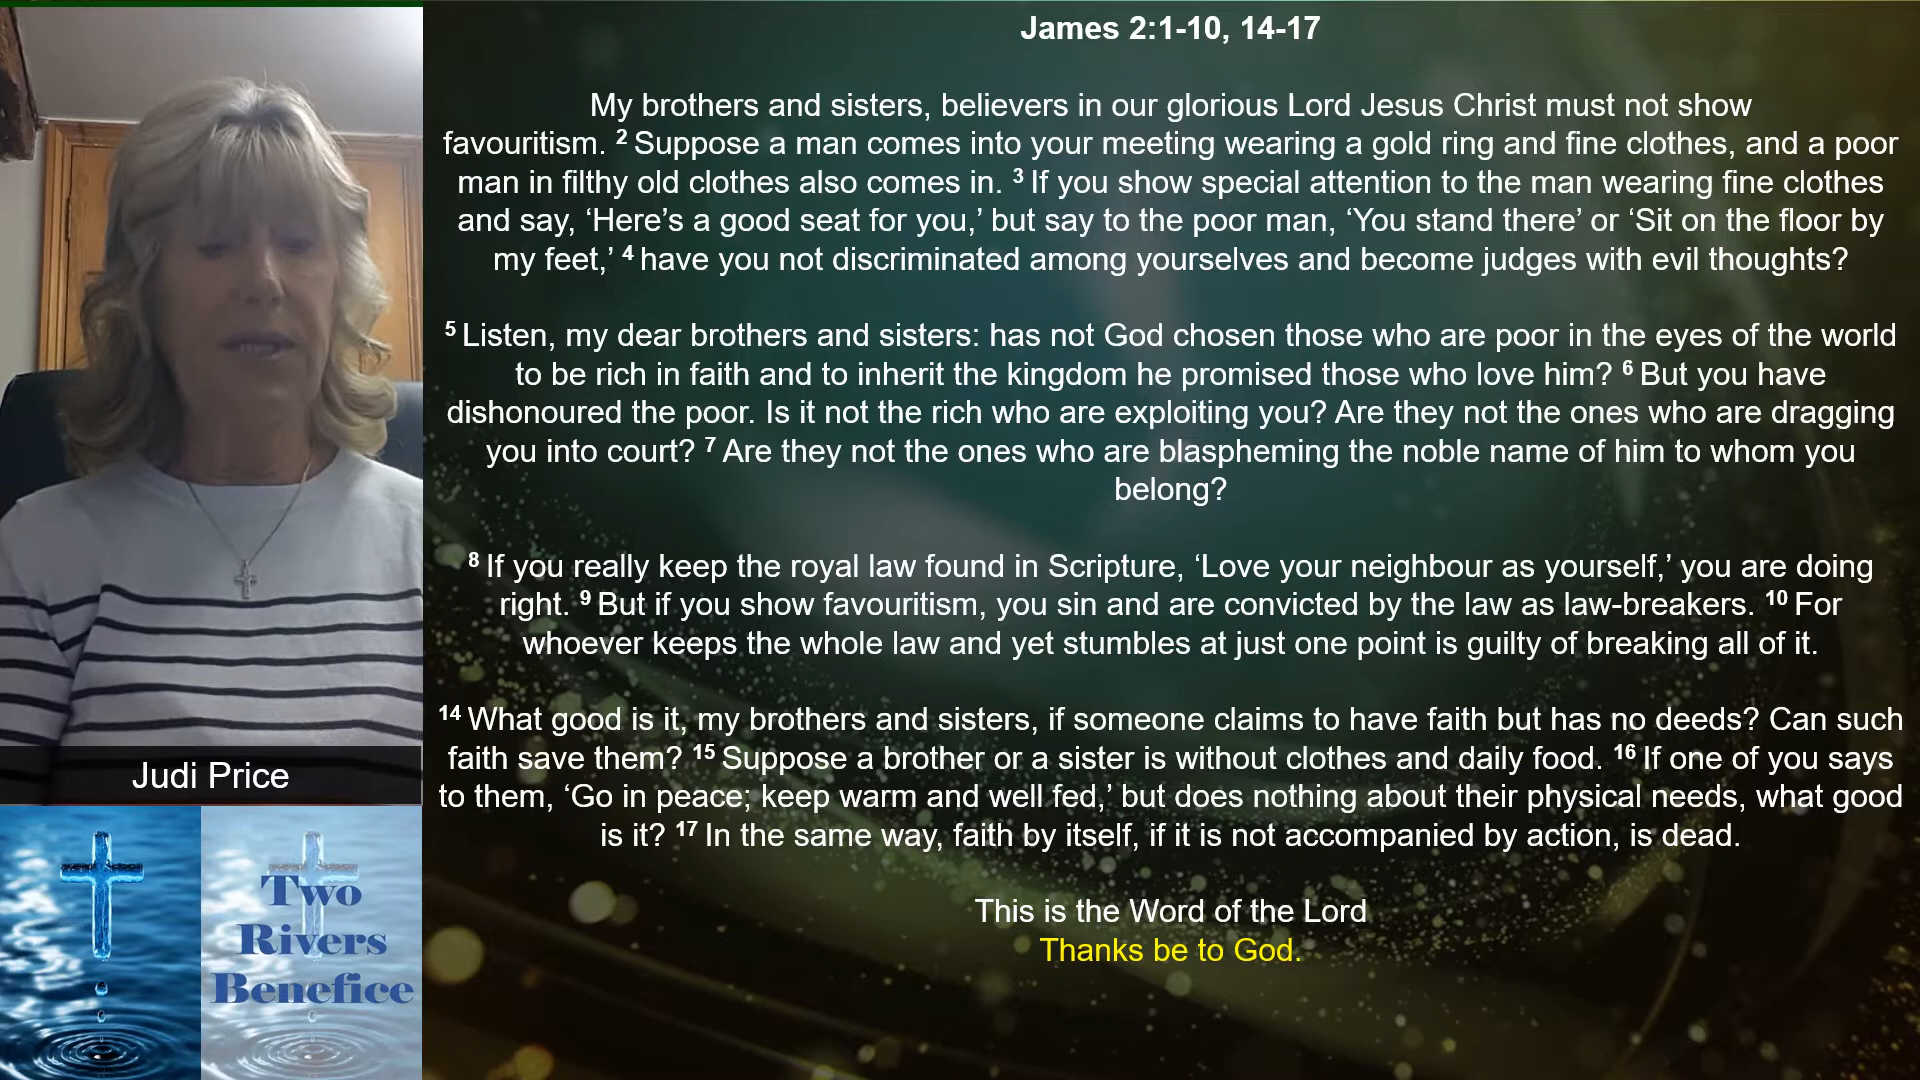 James 2:1-10, 14-17
My brothers and sisters, believers in our glorious Lord Jesus Christ must not show
favouritism. 2 Suppose a man comes into your meeting wearing a gold ring and fine clothes, and a poor
man in filthy old clothes also comes in. 3 If you show special attention to the man wearing fine clothes
and say, ‘Here’s a good seat for you,’ but say to the poor man, ‘You stand there’ or ‘Sit on the floor by
my feet,’ 4 have you not discriminated among yourselves and become judges with evil thoughts?
5 Listen, my dear brothers and sisters: has not God chosen those who are poor in the eyes of the world
to be rich in faith and to inherit the kingdom he promised those who love him? 6 But you have
dishonoured the poor. Is it not the rich who are exploiting you? Are they not the ones who are dragging
you into court? 7 Are they not the ones who are blaspheming the noble name of him to whom you
belong?
8 If you really keep the royal law found in Scripture, ‘Love your neighbour as yourself,’ you are doing
right. 9 But if you show favouritism, you sin and are convicted by the law as law-breakers. 10 For
whoever keeps the whole law and yet stumbles at just one point is guilty of breaking all of it.
14 What good is it, my brothers and sisters, if someone claims to have faith but has no deeds? Can such
faith save them? 15 Suppose a brother or a sister is without clothes and daily food. 16 If one of you says
to them, ‘Go in peace; keep warm and well fed,’ but does nothing about their physical needs, what good
is it? 17 In the same way, faith by itself, if it is not accompanied by action, is dead.
This is the Word of the Lord
Thanks be to God.
Judi Price
Two
Rivers
Benefice